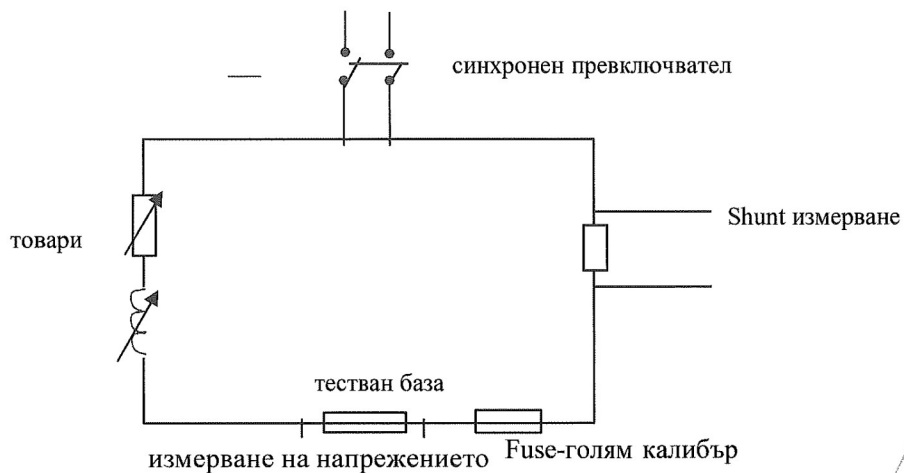 синхронен превключвател
Shunt измерване
товари
тестван база
измерване на напрежението
Fuse-голям калибър